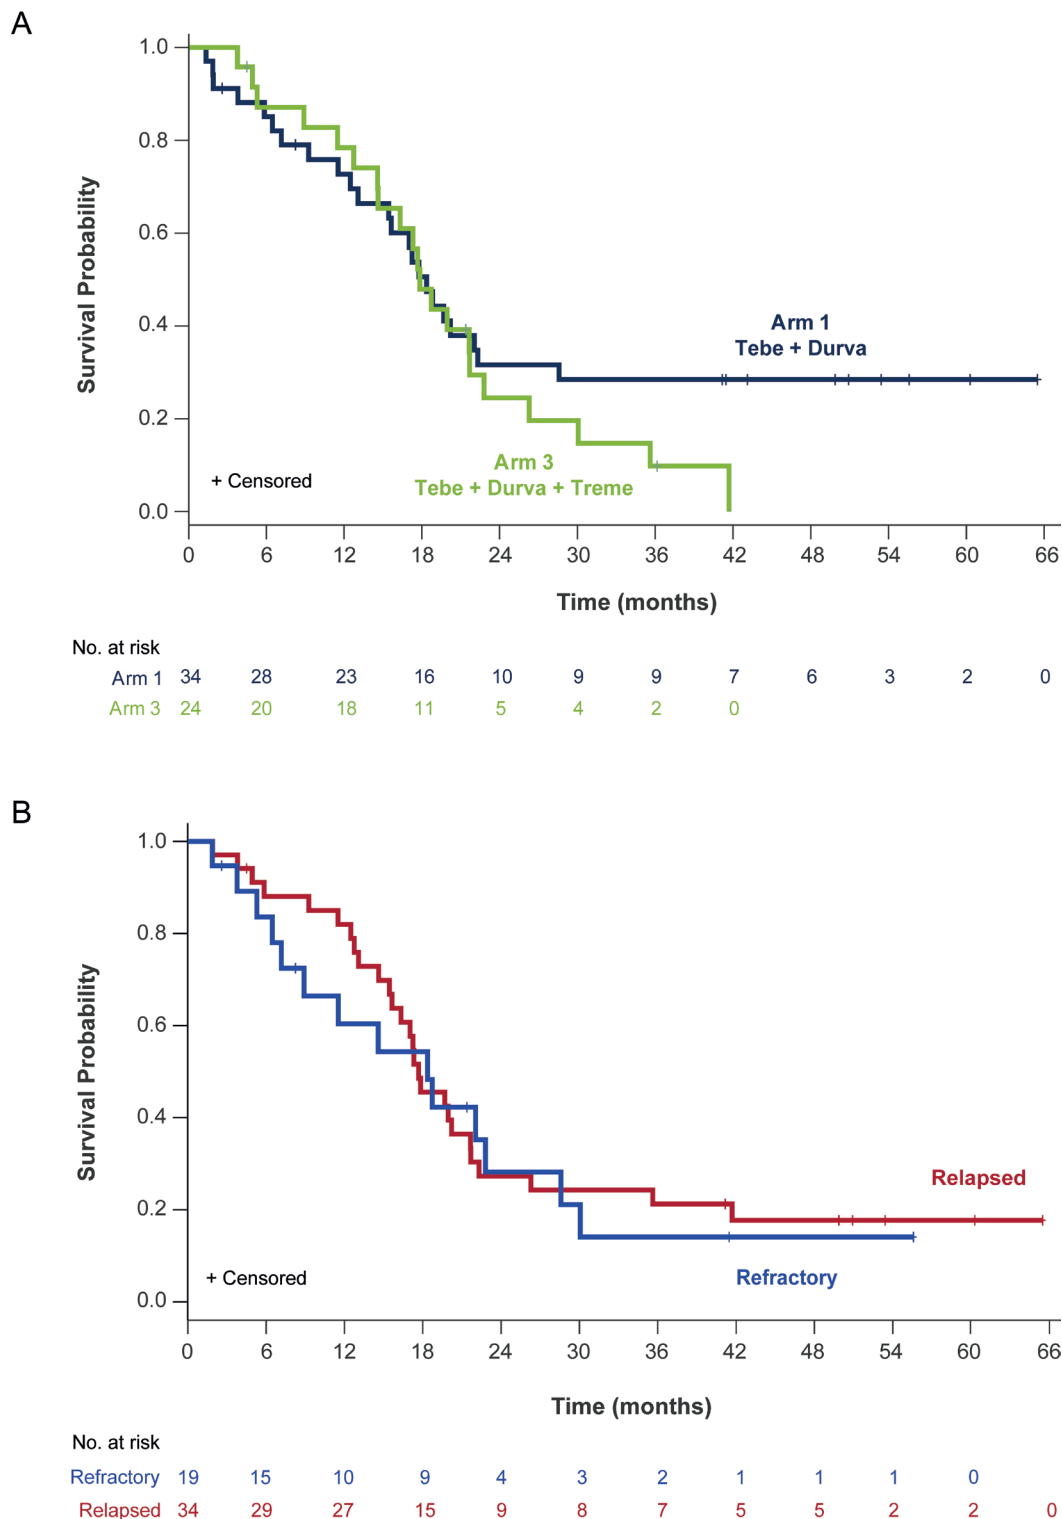 A
1.0
0.8
0.6
0.4
0.2
0.0
Survival Probability
Arm 1
Tebe + Durva
Arm 3
Tebe + Durva + Treme
+ Censored
0 6 12 18 24 30 36 42 48 54 60 66
Time (months)
No. at risk
Arm 1 34 28 23 16 10 9 9 7 6 3 2 0
Arm 3 24 20 18 11 5 4 2 0
B
1.0
0.8
0.6
0.4
0.2
0.0
Survival Probability
Relapsed
Refractory
+ Censored
0 6 12 18 24 30 36 42 48 54 60 66
Time (months)
No. at risk
Refractory 19 15 10 9 4 3 2 1 1 1 0
Relapsed 34 29 27 15 9 8 7 5 5 2 2 0